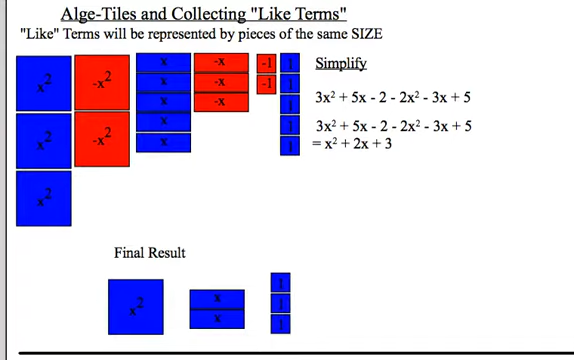 Alge-Tiles and Collecting "Like Terms"
"Like" Terms will be represented by pieces of the same SIZE
x² -x² x -x -1 1 Simplify
x -x -1 1
x -x 1 3x² + 5x - 2 - 2x² - 3x + 5
x² -x² x 1 3x² + 5x - 2 - 2x² - 3x + 5
x 1 = x² + 2x + 3
x²
Final Result
x² x 1
x 1
1